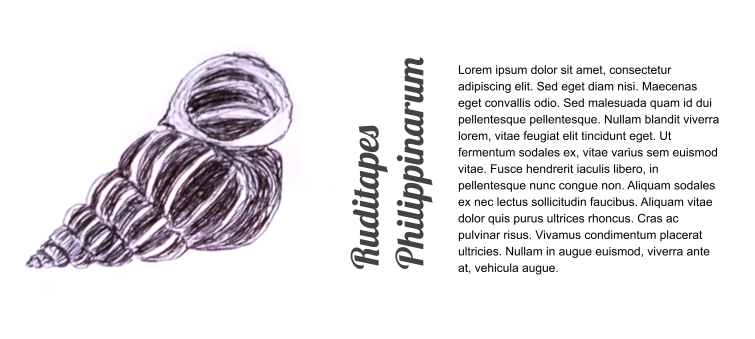 Ruditapes
Philippinarum
Lorem ipsum dolor sit amet, consectetur
adipiscing elit. Sed eget diam nisi. Maecenas
eget convallis odio. Sed malesuada quam id dui
pellentesque pellentesque. Nullam blandit viverra
lorem, vitae feugiat elit tincidunt eget. Ut
fermentum sodales ex, vitae varius sem euismod
vitae. Fusce hendrerit iaculis libero, in
pellentesque nunc congue non. Aliquam sodales
ex nec lectus sollicitudin faucibus. Aliquam vitae
dolor quis purus ultrices rhoncus. Cras ac
pulvinar risus. Vivamus condimentum placerat
ultricies. Nullam in augue euismod, viverra ante
at, vehicula augue.